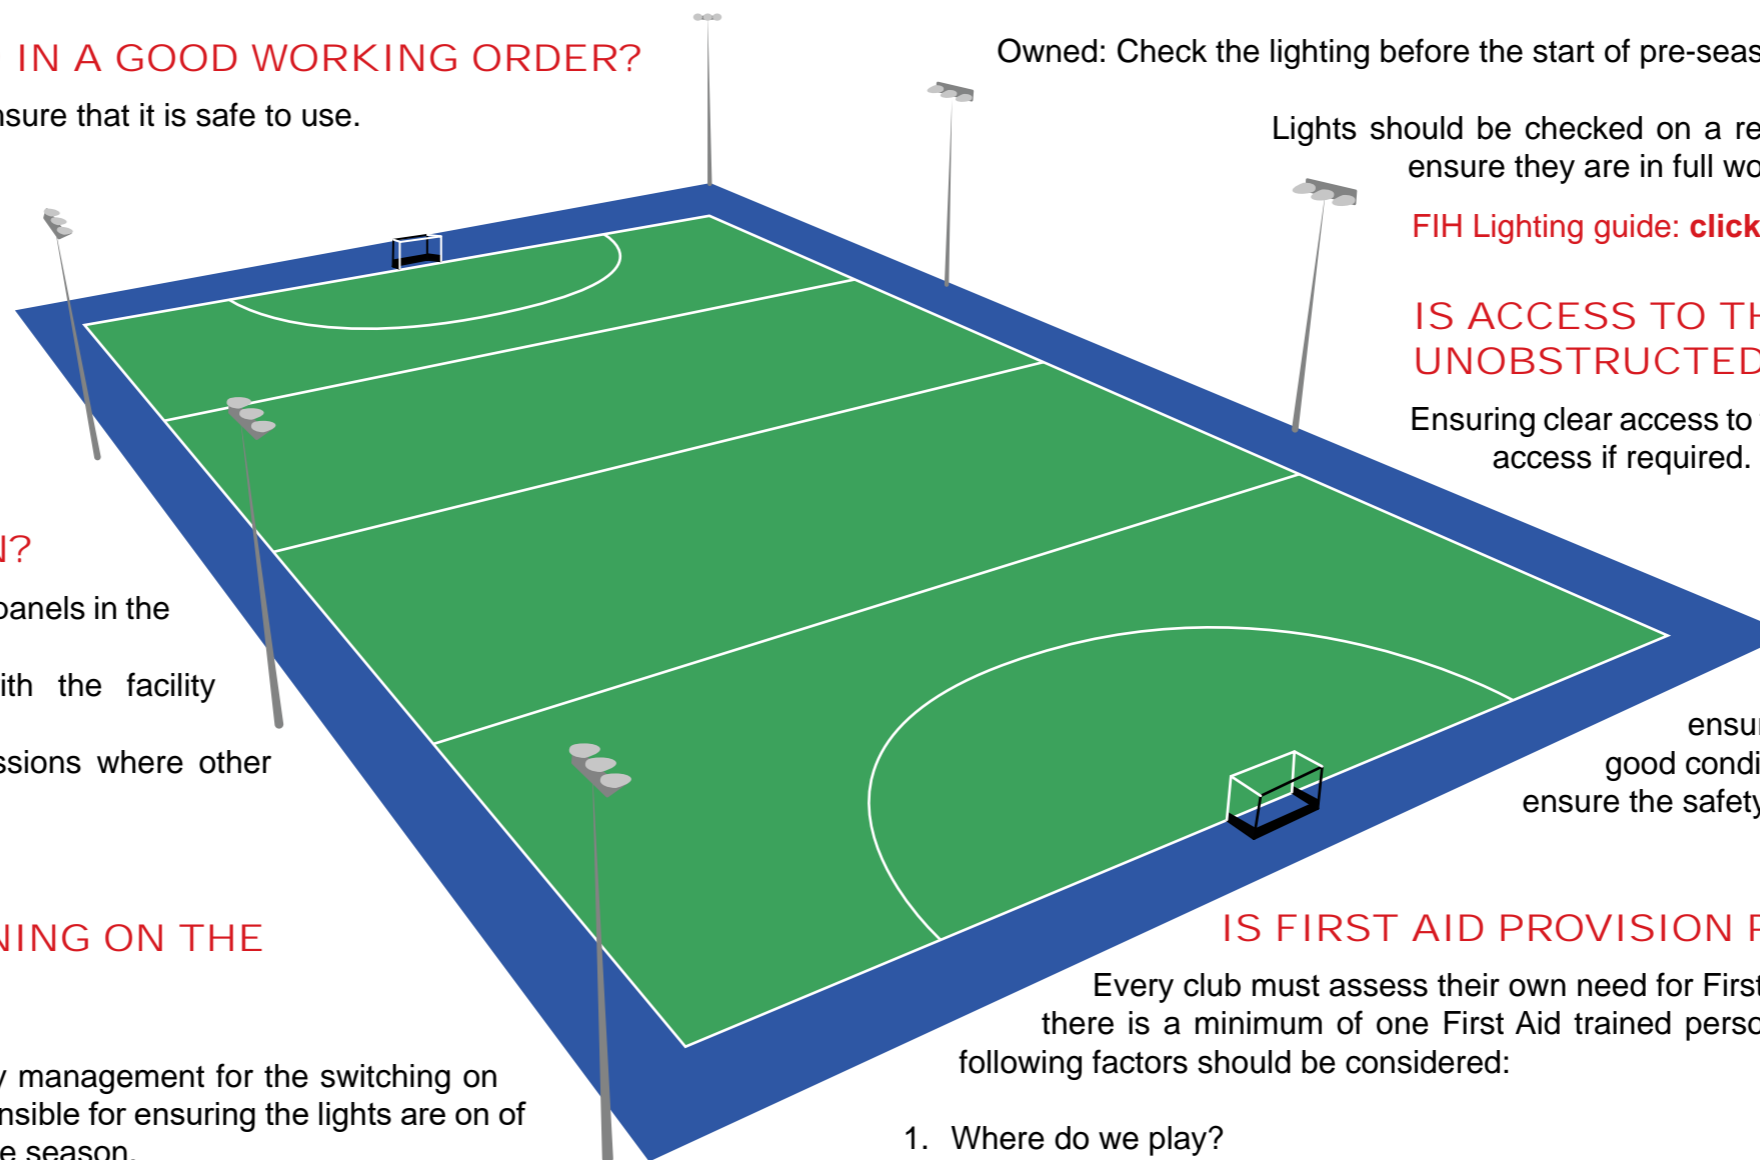 IN A GOOD WORKING ORDER?
nsure that it is safe to use.
N?
panels in the
ith the facility
ssions where other
NING ON THE
y management for the switching on
onsible for ensuring the lights are on of
e season.
Owned: Check the lighting before the start of pre-seas
Lights should be checked on a re
ensure they are in full wo
FIH Lighting guide: click
IS ACCESS TO TH
UNOBSTRUCTED
Ensuring clear access to
access if required.
ensur
good condi
ensure the safety
IS FIRST AID PROVISION
Every club must assess their own need for First
there is a minimum of one First Aid trained perso
following factors should be considered:
1. Where do we play?